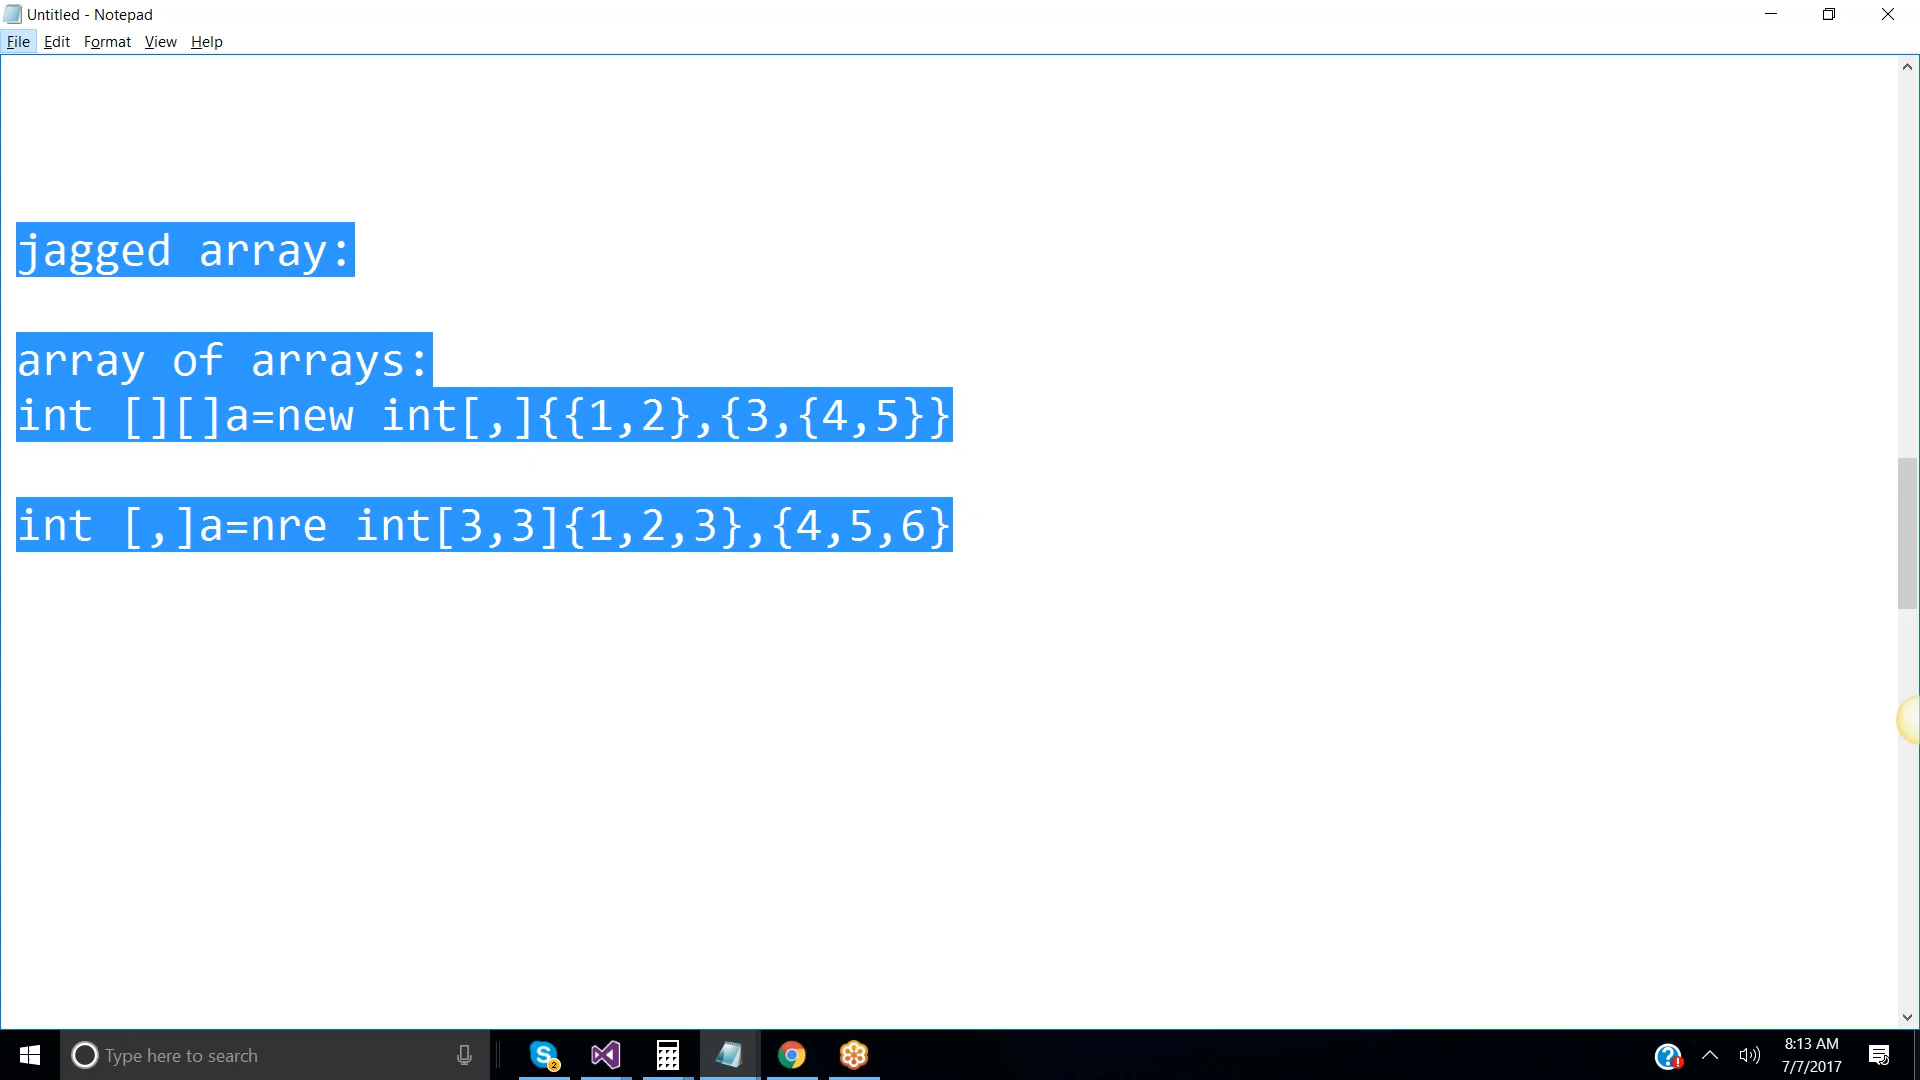 Untitled - Notepad
File Edit Format View Help
jagged array:
array of arrays:
int [][]a=new int[,]{{1,2},{3,{4,5}}
int [,]a=nre int[3,3]{1,2,3},{4,5,6}
Type here to search
S
2
?
!
8:13 AM
7/7/2017